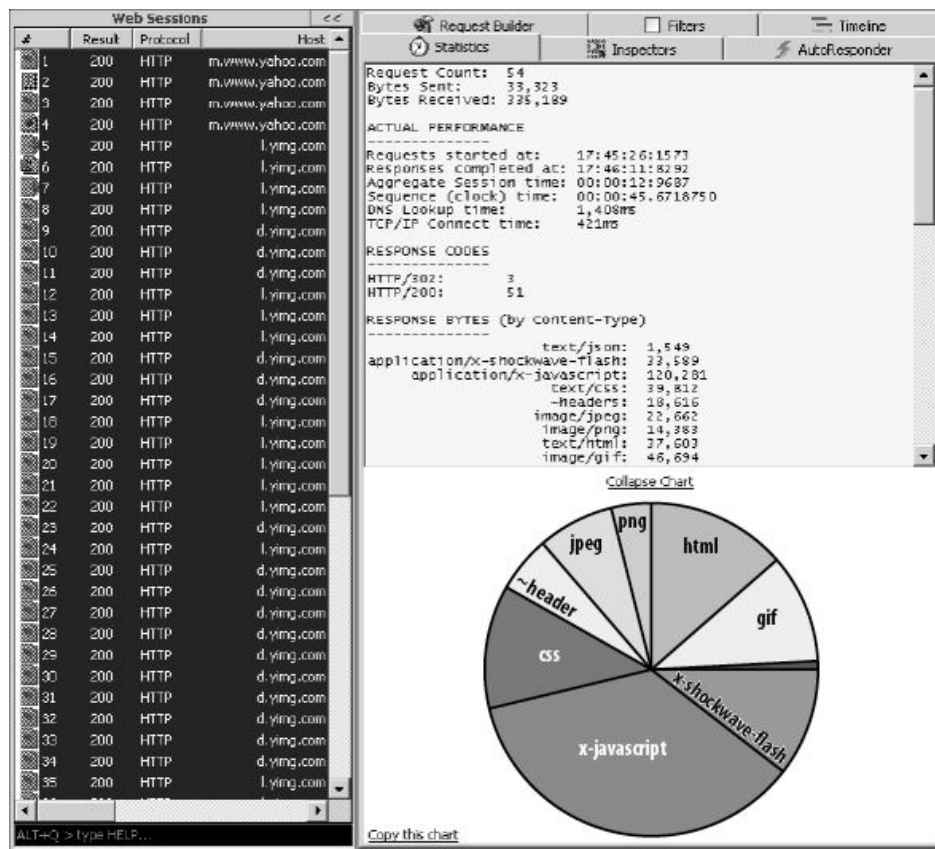 Web Sessions <<
# Result Protocol Host
1 200 HTTP m.www.yahoo.com
2 200 HTTP m.www.yahoo.com
3 200 HTTP m.www.yahoo.com
4 200 HTTP m.www.yahoo.com
5 200 HTTP l.yimg.com
6 200 HTTP l.yimg.com
7 200 HTTP l.yimg.com
8 200 HTTP l.yimg.com
9 200 HTTP d.yimg.com
10 200 HTTP d.yimg.com
11 200 HTTP d.yimg.com
12 200 HTTP l.yimg.com
13 200 HTTP l.yimg.com
14 200 HTTP l.yimg.com
15 200 HTTP d.yimg.com
16 200 HTTP d.yimg.com
17 200 HTTP d.yimg.com
18 200 HTTP l.yimg.com
19 200 HTTP l.yimg.com
20 200 HTTP l.yimg.com
21 200 HTTP l.yimg.com
22 200 HTTP l.yimg.com
23 200 HTTP d.yimg.com
24 200 HTTP l.yimg.com
25 200 HTTP d.yimg.com
26 200 HTTP d.yimg.com
27 200 HTTP d.yimg.com
28 200 HTTP d.yimg.com
29 200 HTTP d.yimg.com
30 200 HTTP d.yimg.com
31 200 HTTP d.yimg.com
32 200 HTTP d.yimg.com
33 200 HTTP d.yimg.com
34 200 HTTP d.yimg.com
35 200 HTTP l.yimg.com
ALT+Q > type HELP...
Request Builder Filters Timeline
Statistics Inspectors AutoResponder
Request Count: 54
Bytes Sent: 33,323
Bytes Received: 335,189
ACTUAL PERFORMANCE
--------------
Requests started at: 17:45:26:1573
Responses completed at: 17:46:11:8292
Aggregate Session time: 00:00:12:9687
Sequence (clock) time: 00:00:45.6718750
DNS Lookup time: 1,408ms
TCP/IP Connect time: 421ms
RESPONSE CODES
--------------
HTTP/302: 3
HTTP/200: 51
RESPONSE BYTES (by Content-Type)
--------------
text/json: 1,549
application/x-shockwave-flash: 33,589
application/x-javascript: 120,281
text/css: 39,812
~headers: 18,616
image/jpeg: 22,662
image/png: 14,383
text/html: 37,603
image/gif: 46,694
Collapse Chart
png
jpeg
html
~header
gif
css
x-shockwave-flash
x-javascript
Copy this chart